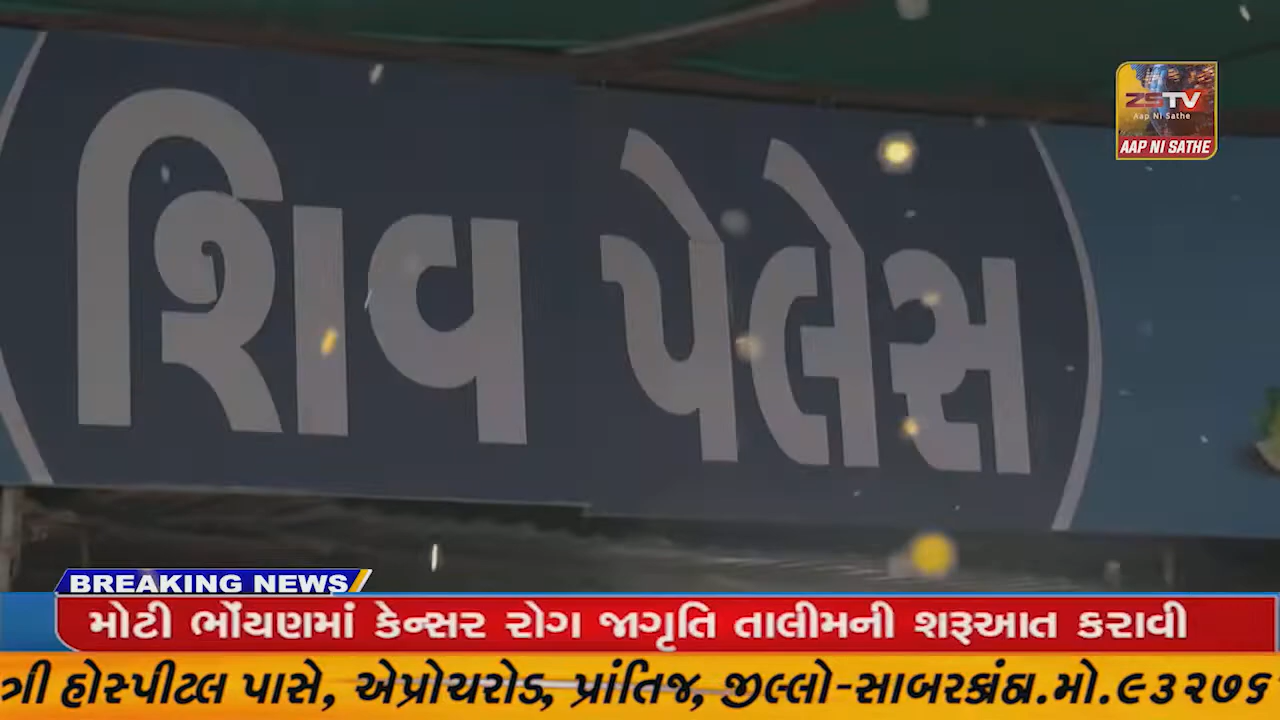 શિવ પેલેસ
ZSTV
Aap Ni Sathe
AAP NI SATHE
BREAKING NEWS
મોટી ભોંયણમાં કેન્સર રોગ જાગૃતિ તાલીમની શરૂઆત કરાવી
ત્રી હોસ્પીટલ પાસે, એપ્રોચરોડ, પ્રાંતિજ, જીલ્લો-સાબરકાંઠા.મો.૯૩૨૭૬